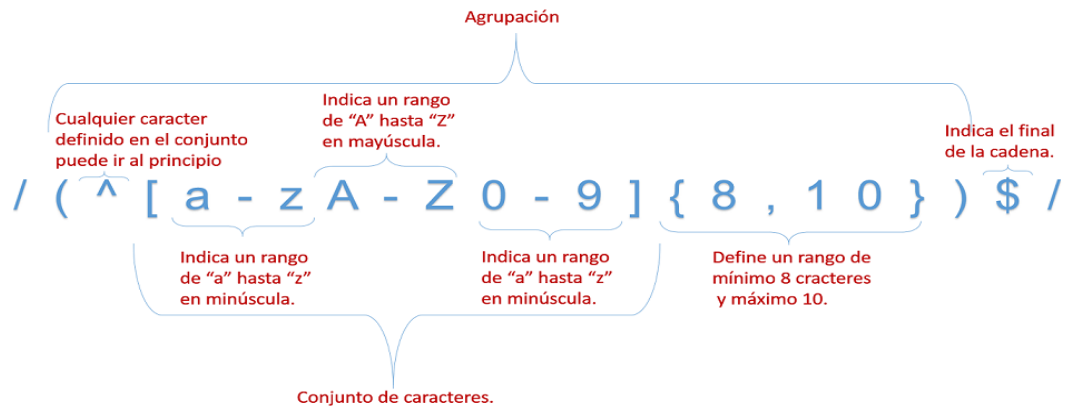 Agrupación
Indica un rango
de “A” hasta “Z”
en mayúscula.
Cualquier caracter
definido en el conjunto
puede ir al principio
Indica el final
de la cadena.
/ ( ^ [ a - z A - Z 0 - 9 ] { 8 , 1 0 } ) $ /
Indica un rango
de “a” hasta “z”
en minúscula.
Indica un rango
de “a” hasta “z”
en minúscula.
Define un rango de
mínimo 8 cracteres
y máximo 10.
Conjunto de caracteres.